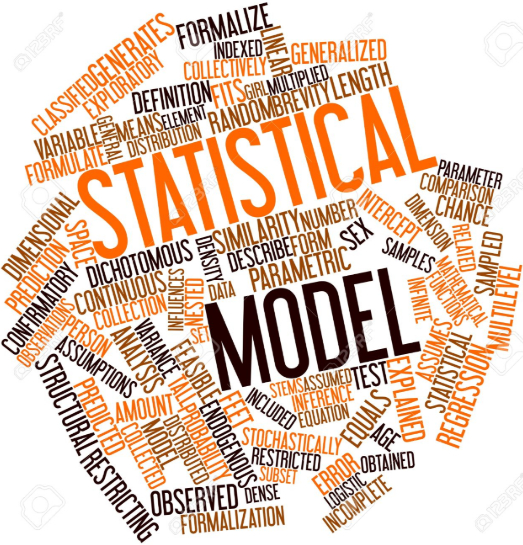 FORMALIZE
GENERATES
CLASSIFIED
EXPLORATORY
INDEXED
LINEAR
GENERALIZED
COLLECTIVELY
DEFINITION
FITS
GIRL
MULTIPLIED
LENGTH
VARIABLE
GENERAL
MEANS
ELEMENT
RANDOM
BREVITY
FORMULATE
DISTRIBUTION
STATISTICAL
PARAMETER
COMPARISON
CHANCE
DIMENSIONAL
SPACE
PREDICTION
CONFIRMATORY
OBSERVATIONS
DICHOTOMOUS
CONTINUOUS
COLLECTION
SIMILARITY
NUMBER
DENSITY
DESCRIBE
FORM
SEX
INTERCEPT
DIMENSION
SAMPLES
RELATED
SAMPLED
MATHEMATICAL
FUNCTIONS
MULTILEVEL
INFLUENCES
NESTED
DATA
PARAMETRIC
INFINITE
SET
MODEL
PERSON
ASSUMPTIONS
VARIANCE
ANALYSIS
FEASIBLE
ASSUMES
STATISTICAL
REGRESSION
STRUCTURAL
RESTRICTING
PREDICTED
AMOUNT
MODEL
COLLECTED
TALL
DISTRIBUTED
PROBABILITY
ENDOGENOUS
FEET
STEMS
ASSUMED
TEST
EXPLAINED
INCLUDED
INFERENCE
EQUATION
EQUALS
STOCHASTICALLY
RESTRICTED
AGE
SUBSET
ERROR
OBTAINED
LOGISTIC
INCOMPLETE
OBSERVED
DENSE
FORMALIZATION